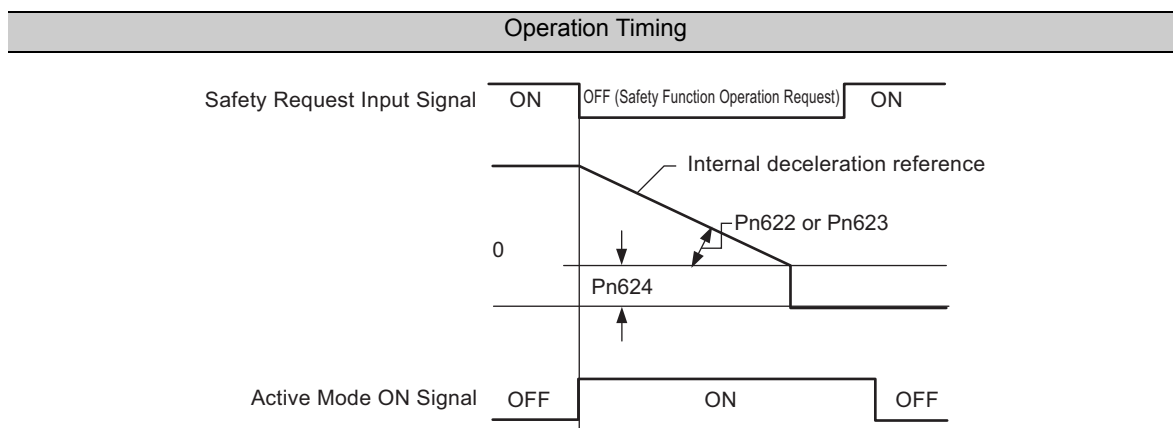 Operation Timing
Safety Request Input Signal ON OFF (Safety Function Operation Request) ON
Internal deceleration reference
Pn622 or Pn623
0
Pn624
Active Mode ON Signal OFF ON OFF